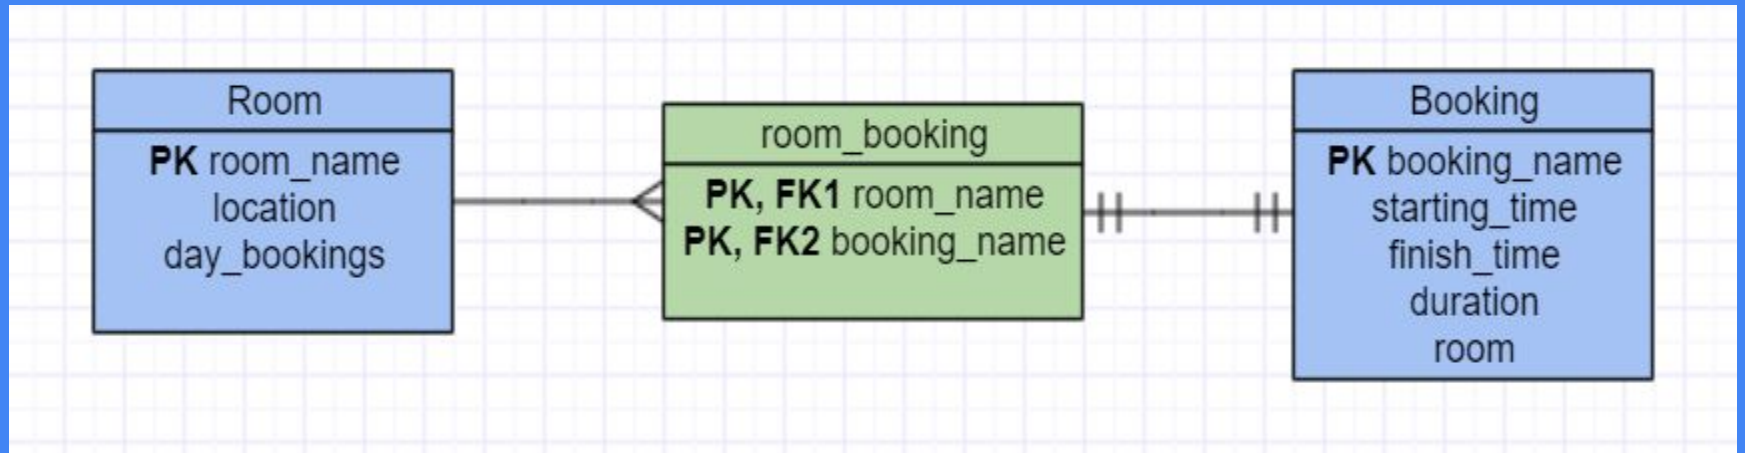 Room
PK room_name
location
day_bookings
room_booking
PK, FK1 room_name
PK, FK2 booking_name
Booking
PK booking_name
starting_time
finish_time
duration
room